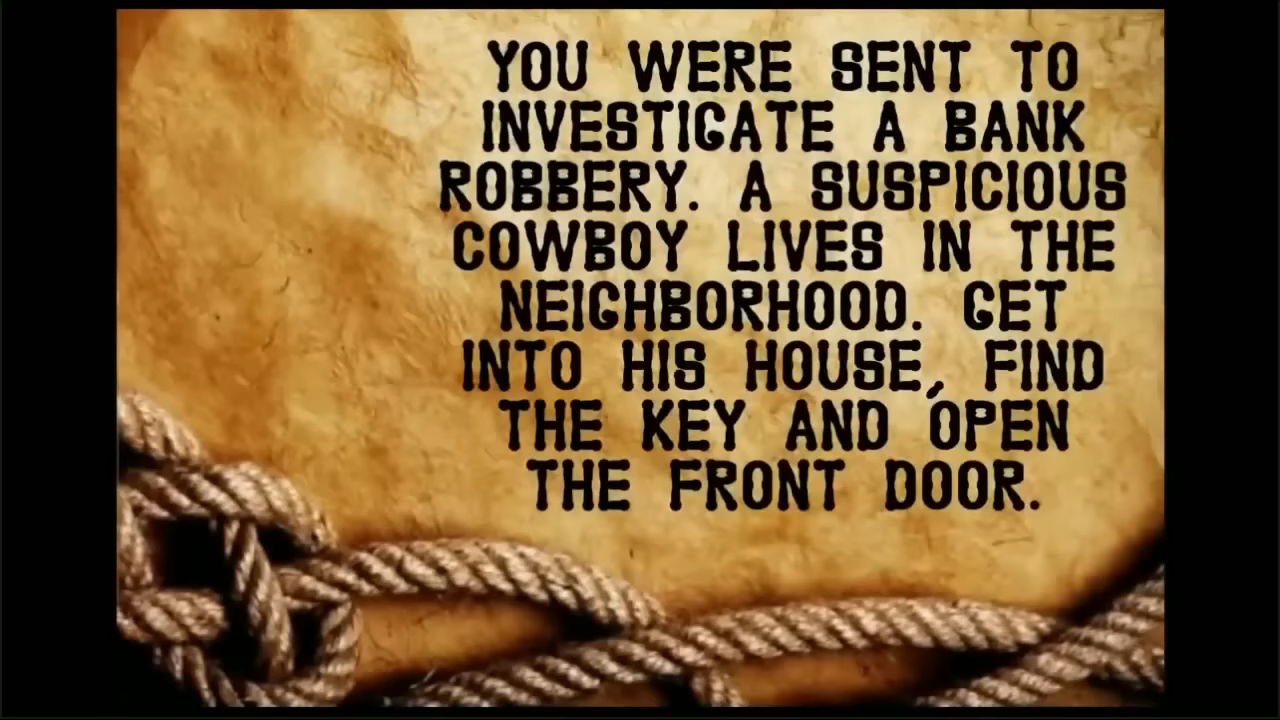 YOU WERE SENT TO
INVESTIGATE A BANK
ROBBERY. A SUSPICIOUS
COWBOY LIVES IN THE
NEIGHBORHOOD. GET
INTO HIS HOUSE, FIND
THE KEY AND OPEN
THE FRONT DOOR.